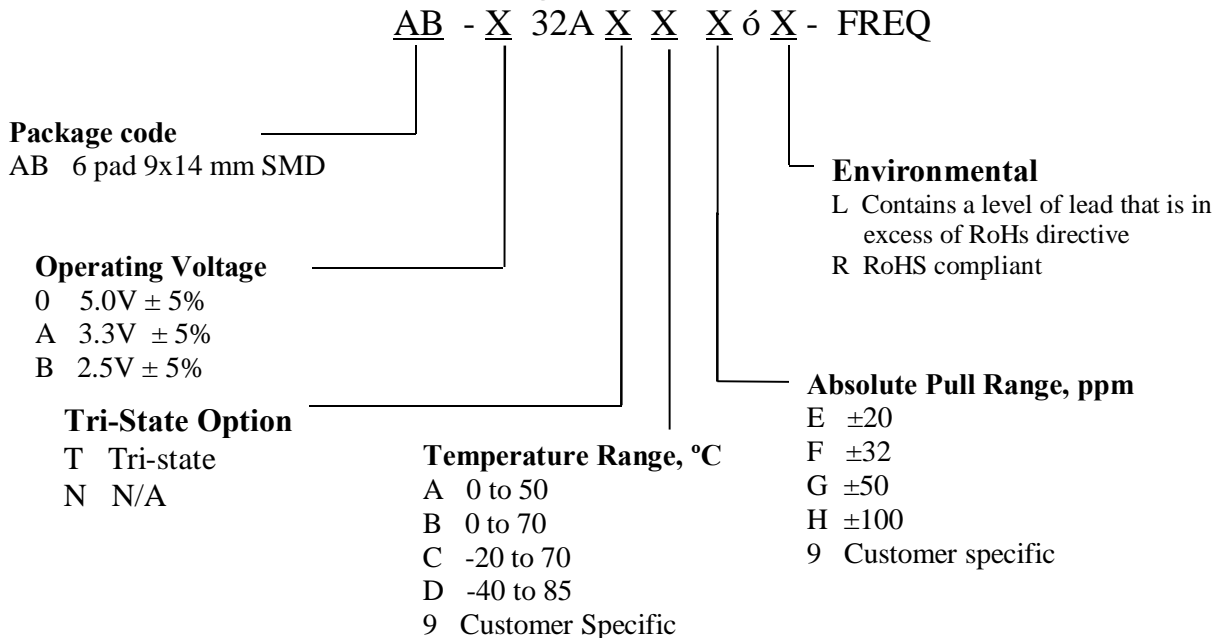 AB - X 32A X X X ó X - FREQ
Package code
AB 6 pad 9x14 mm SMD
Operating Voltage
0 5.0V ± 5%
A 3.3V ± 5%
B 2.5V ± 5%
Tri-State Option
T Tri-state
N N/A
Temperature Range, ºC
A 0 to 50
B 0 to 70
C -20 to 70
D -40 to 85
9 Customer Specific
Environmental
L Contains a level of lead that is in
excess of RoHs directive
R RoHS compliant
Absolute Pull Range, ppm
E ±20
F ±32
G ±50
H ±100
9 Customer specific